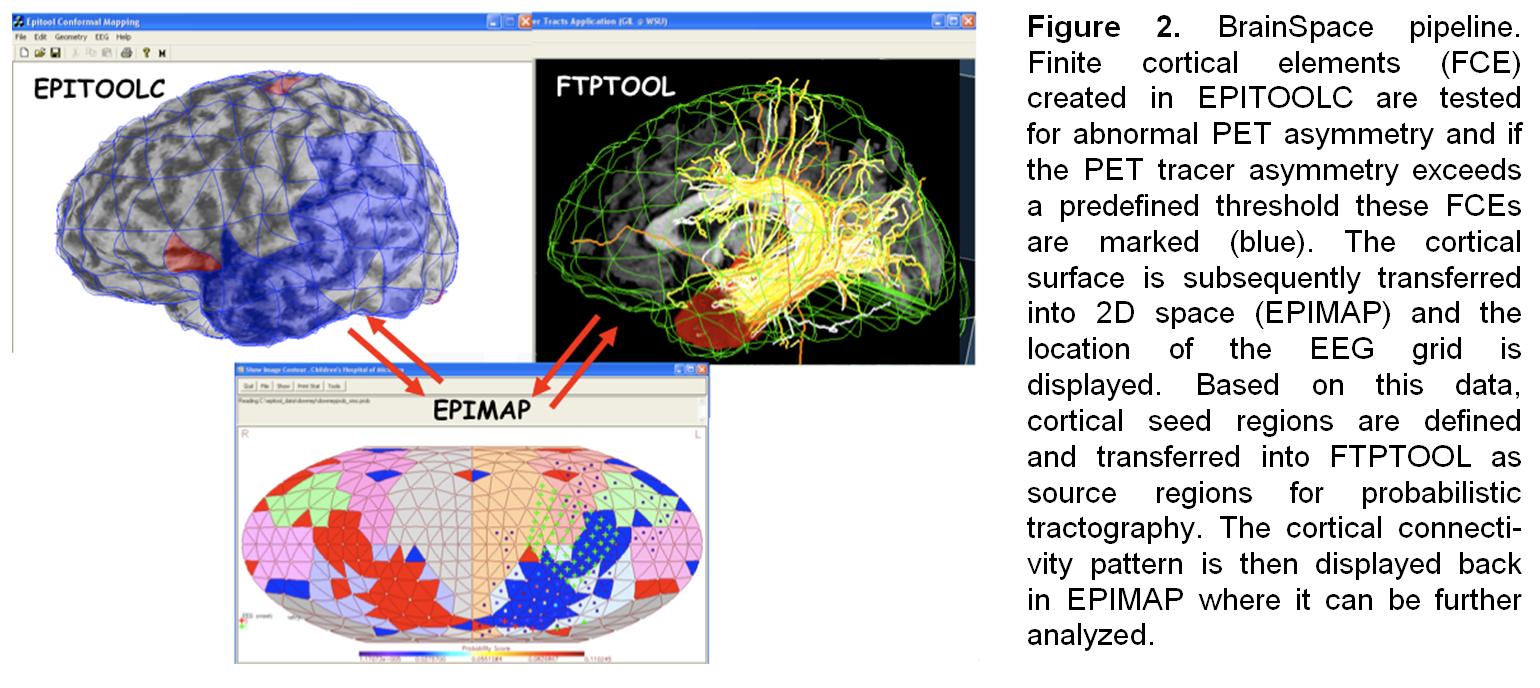 Epitool Conformal Mapping
er Tracts Application (GIL @ WSU)
File Edit Geometry EEG Help
EPITOOLC
FTPTOOL
Show Image Contour , Children's Hospital of
Quit File Show Print Stat Tools
EPIMAP
R L
Probability Score
Figure 2. BrainSpace pipeline.
Finite cortical elements (FCE)
created in EPITOOLC are tested
for abnormal PET asymmetry and if
the PET tracer asymmetry exceeds
a predefined threshold these FCEs
are marked (blue). The cortical
surface is subsequently transferred
into 2D space (EPIMAP) and the
location of the EEG grid is
displayed. Based on this data,
cortical seed regions are defined
and transferred into FTPTOOL as
source regions for probabilistic
tractography. The cortical connecti-
vity pattern is then displayed back
in EPIMAP where it can be further
analyzed.